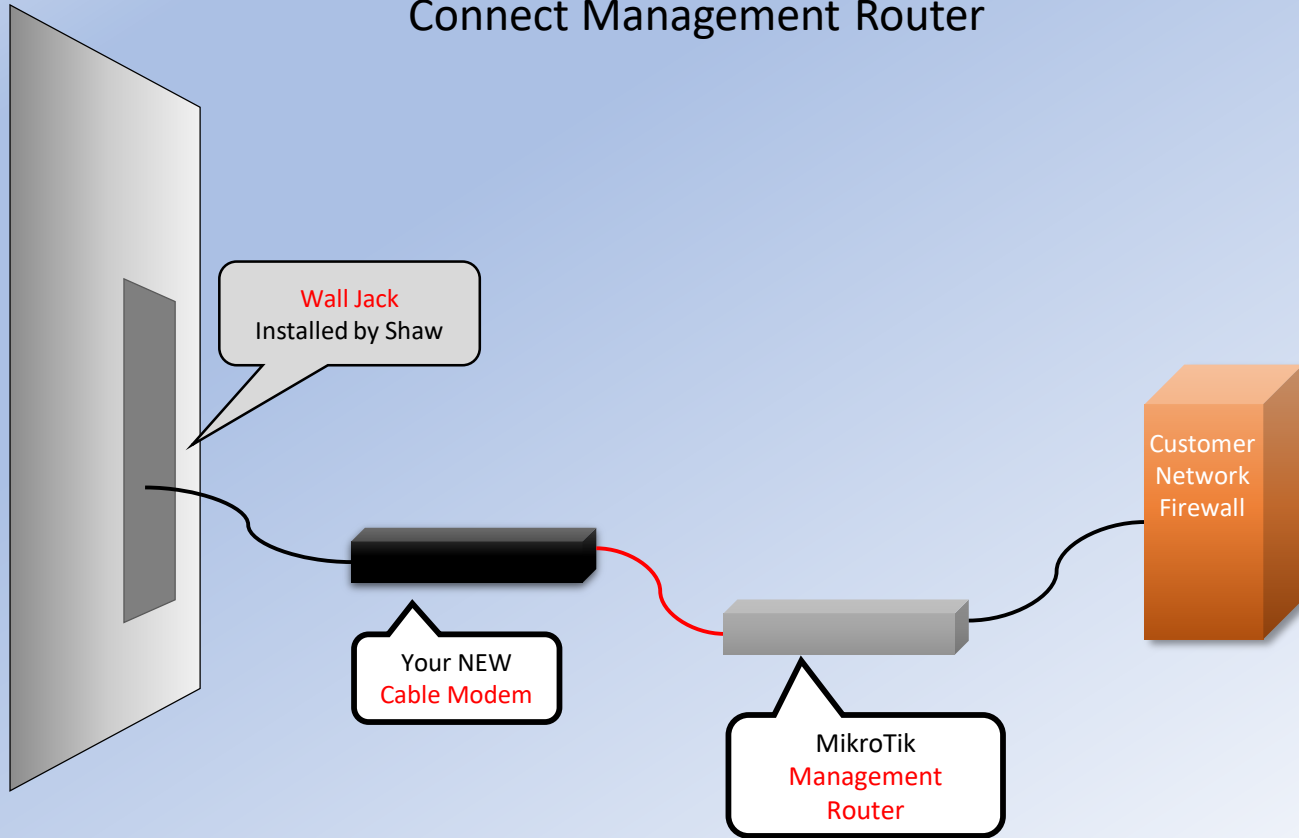 Connect Management Router
Wall Jack
Installed by Shaw
Customer
Network
Firewall
Your NEW
Cable Modem
MikroTik
Management
Router